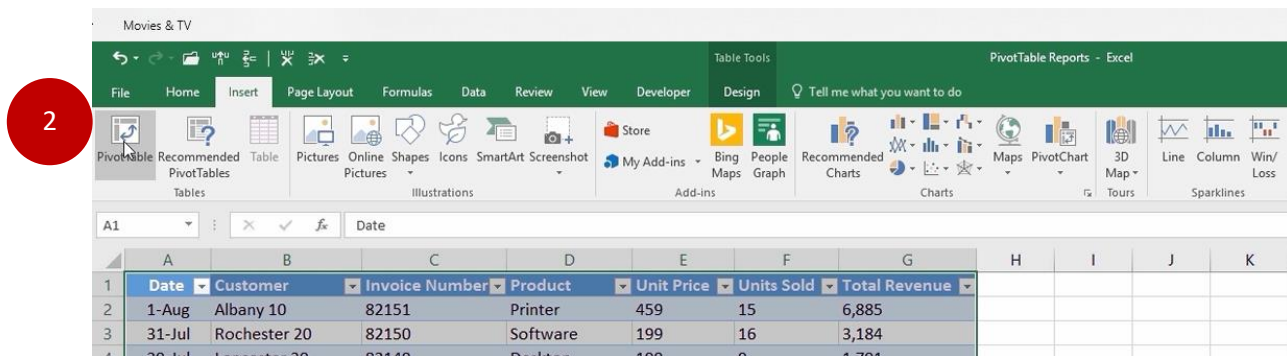 Movies & TV
Table Tools
PivotTable Reports - Excel
2
File Home Insert Page Layout Formulas Data Review View Developer Design Tell me what you want to do
PivotTable Recommended PivotTables Table
Pictures Online Pictures Shapes Icons SmartArt Screenshot
Store
My Add-ins
Bing Maps People Graph
Recommended Charts
Maps PivotChart
3D Map
Line Column Win/Loss
Tables Illustrations Add-ins Charts Tours Sparklines
A1 fx Date
A B C D E F G H I J K
1 Date Customer Invoice Number Product Unit Price Units Sold Total Revenue
2 1-Aug Albany 10 82151 Printer 459 15 6,885
3 31-Jul Rochester 20 82150 Software 199 16 3,184